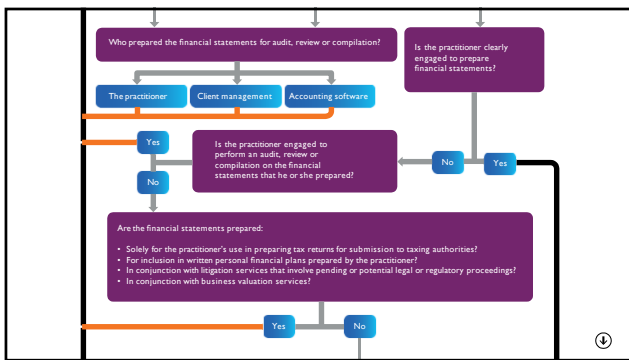 Who prepared the financial statements for audit, review or compilation?
Is the practitioner clearly
engaged to prepare
financial statements?
The practitioner
Client management
Accounting software
Yes
Is the practitioner engaged to
perform an audit, review or
compilation on the financial
statements that he or she prepared?
No
Yes
No
Are the financial statements prepared:
• Solely for the practitioner's use in preparing tax returns for submission to taxing authorities?
• For inclusion in written personal financial plans prepared by the practitioner?
• In conjunction with litigation services that involve pending or potential legal or regulatory proceedings?
• In conjunction with business valuation services?
Yes
No